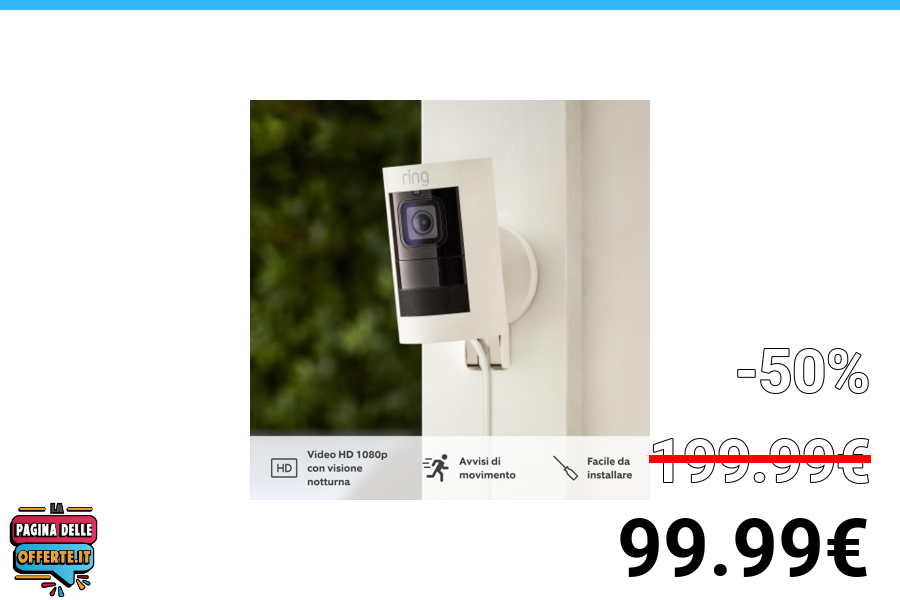 ring
-50%
199.99€
HD
Video HD 1080p
con visione
notturna
Avvisi di
movimento
Facile da
installare
LA
PAGINA DELLE
OFFERTE.IT
99.99€